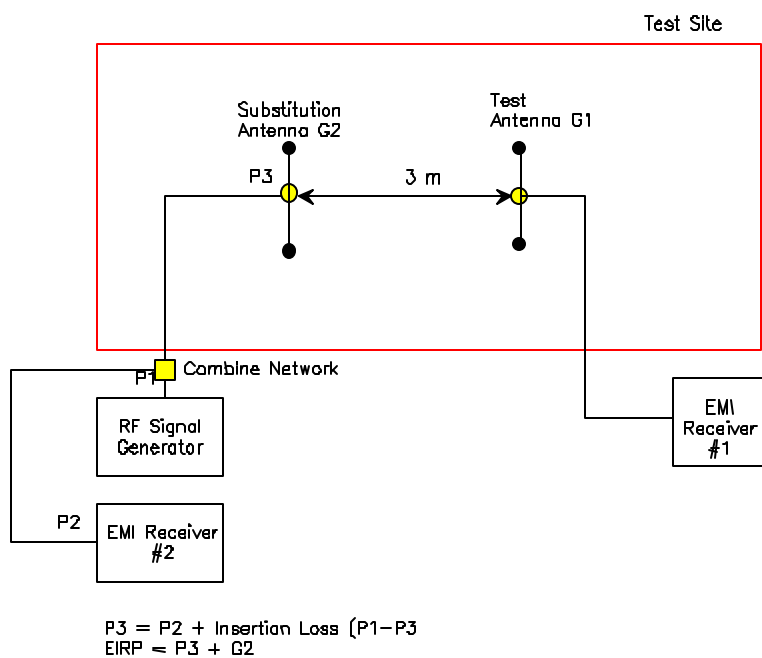 Test Site
Substitution
Antenna G2
Test
Antenna G1
P3
3 m
P1
Combine Network
RF Signal
Generator
EMI
Receiver
#1
P2
EMI Receiver
#2
P3 = P2 + Insertion Loss (P1-P3
EIRP = P3 + G2